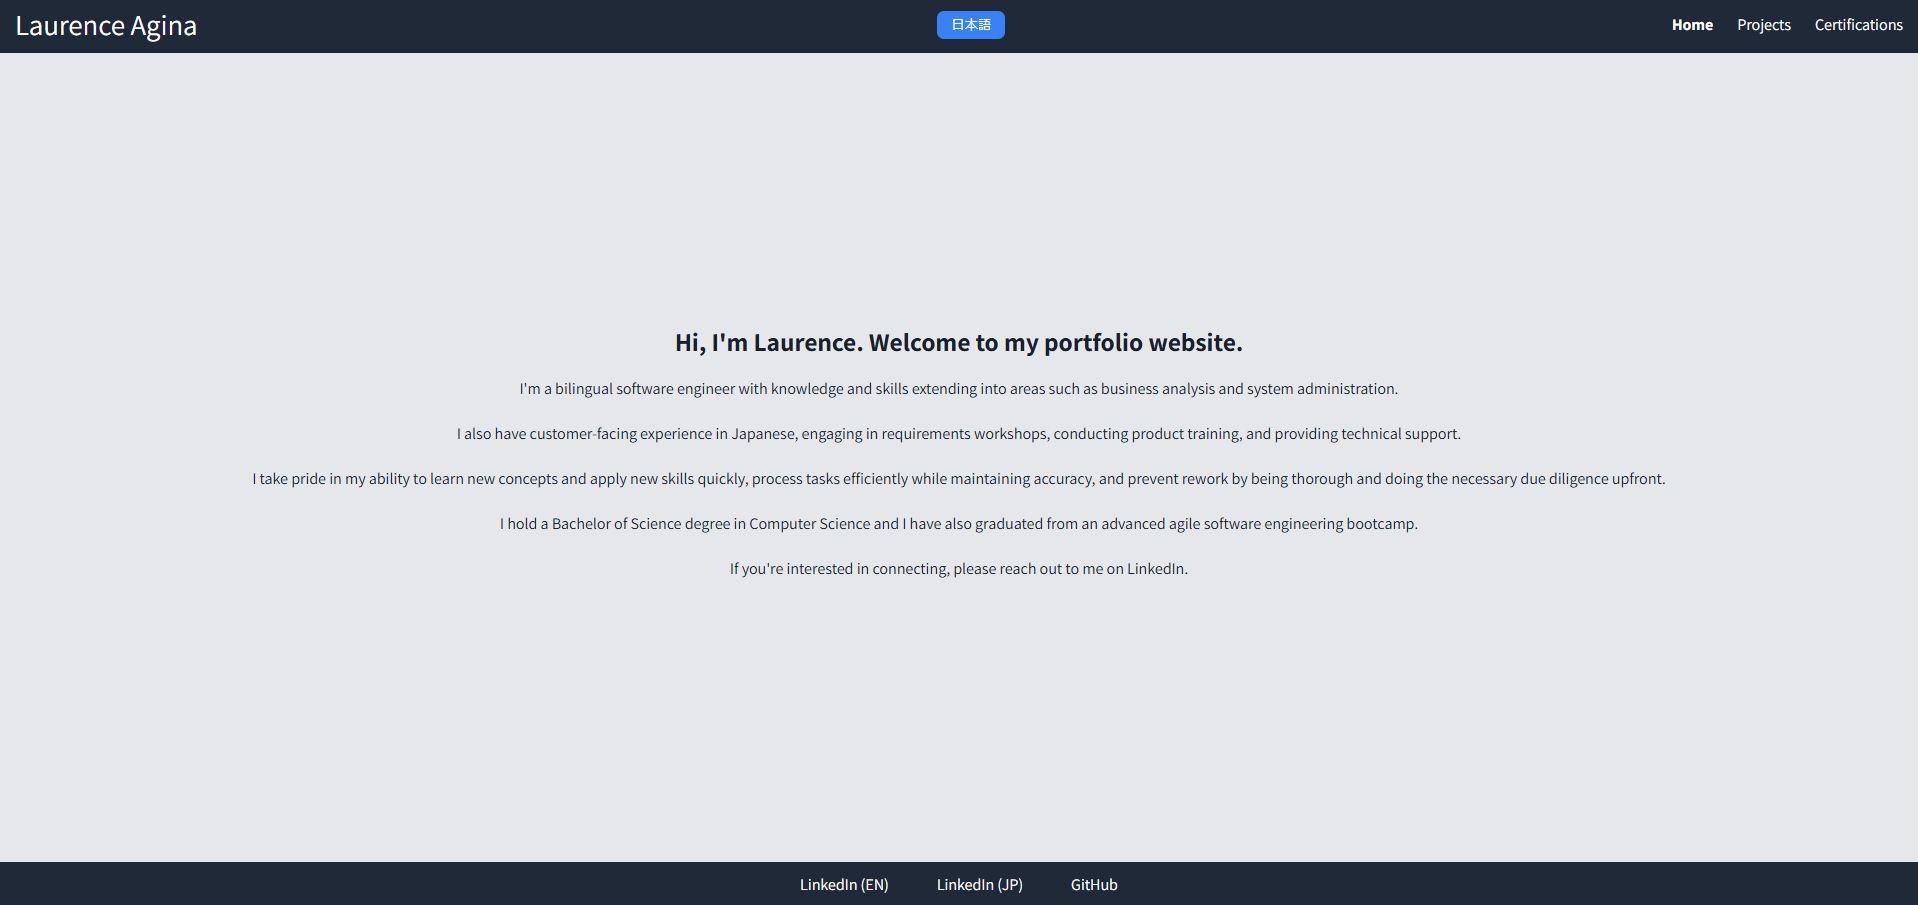 Laurence Agina
日本語
Home
Projects
Certifications
Hi, I'm Laurence. Welcome to my portfolio website.
I'm a bilingual software engineer with knowledge and skills extending into areas such as business analysis and system administration.
I also have customer-facing experience in Japanese, engaging in requirements workshops, conducting product training, and providing technical support.
I take pride in my ability to learn new concepts and apply new skills quickly, process tasks efficiently while maintaining accuracy, and prevent rework by being thorough and doing the necessary due diligence upfront.
I hold a Bachelor of Science degree in Computer Science and I have also graduated from an advanced agile software engineering bootcamp.
If you're interested in connecting, please reach out to me on LinkedIn.
LinkedIn (EN)
LinkedIn (JP)
GitHub